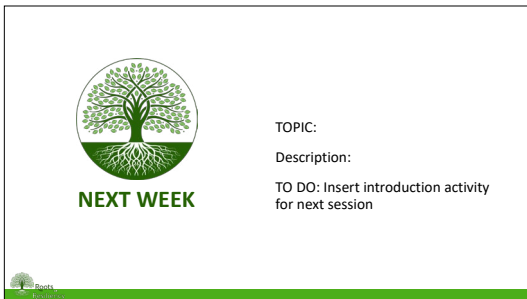 NEXT WEEK
TOPIC:
Description:
TO DO: Insert introduction activity
for next session
Roots